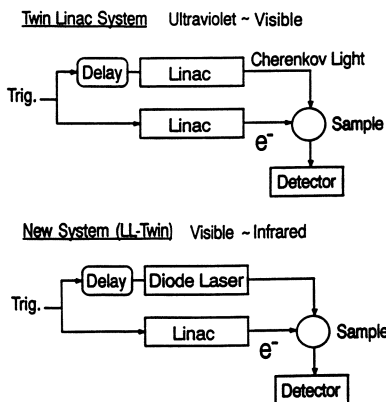 Twin Linac System Ultraviolet ~ Visible
Cherenkov Light
Delay Linac
Trig.
Linac
e-
Sample
Detector
New System (LL-Twin) Visible ~ Infrared
Delay Diode Laser
Trig.
Linac
e-
Sample
Detector